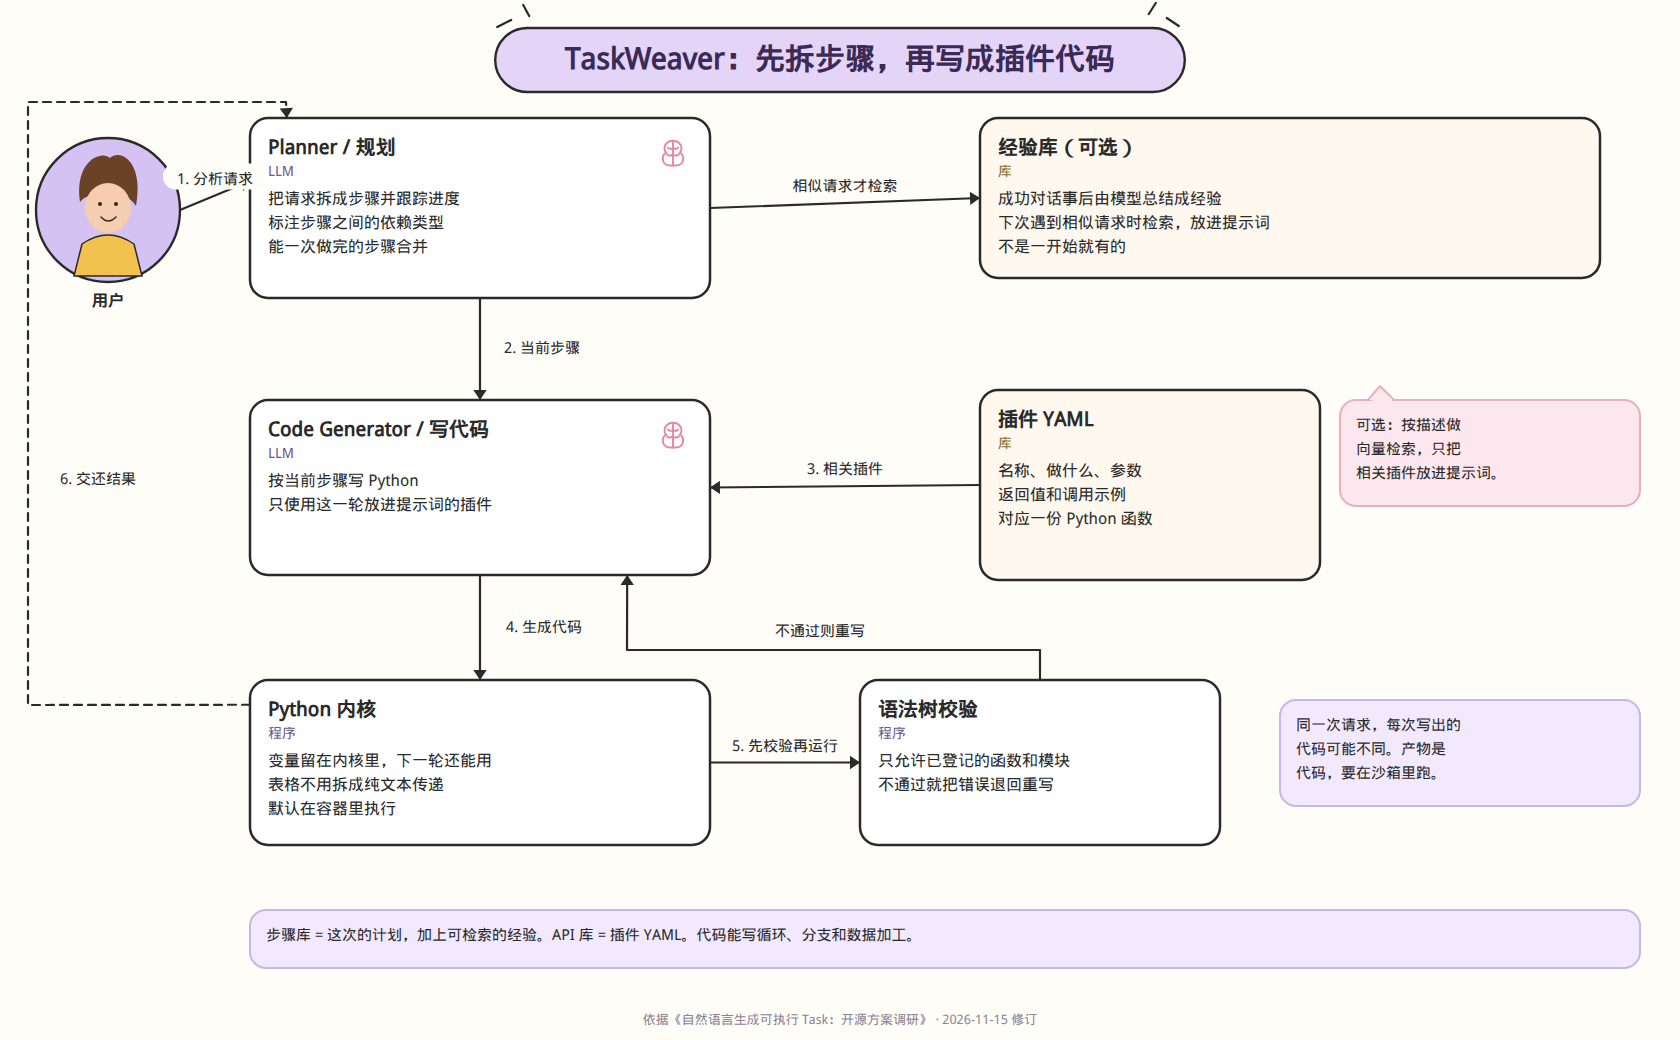 TaskWeaver：先拆步骤，再写成插件代码
1. 分析请求
用户
Planner / 规划
LLM
把请求拆成步骤并跟踪进度
标注步骤之间的依赖类型
能一次做完的步骤合并
相似请求才检索
经验库（可选）
库
成功对话事后由模型总结成经验
下次遇到相似请求时检索，放进提示词
不是一开始就有的
2. 当前步骤
Code Generator / 写代码
LLM
按当前步骤写 Python
只使用这一轮放进提示词的插件
3. 相关插件
插件 YAML
库
名称、做什么、参数
返回值和调用示例
对应一份 Python 函数
可选：按描述做
向量检索，只把
相关插件放进提示词。
6. 交还结果
4. 生成代码
不通过则重写
Python 内核
程序
变量留在内核里，下一轮还能用
表格不用拆成纯文本传递
默认在容器里执行
5. 先校验再运行
语法树校验
程序
只允许已登记的函数和模块
不通过就把错误退回重写
同一次请求，每次写出的
代码可能不同。产物是
代码，要在沙箱里跑。
步骤库 = 这次的计划，加上可检索的经验。API 库 = 插件 YAML。代码能写循环、分支和数据加工。
依据《自然语言生成可执行 Task：开源方案调研》 · 2026-11-15 修订